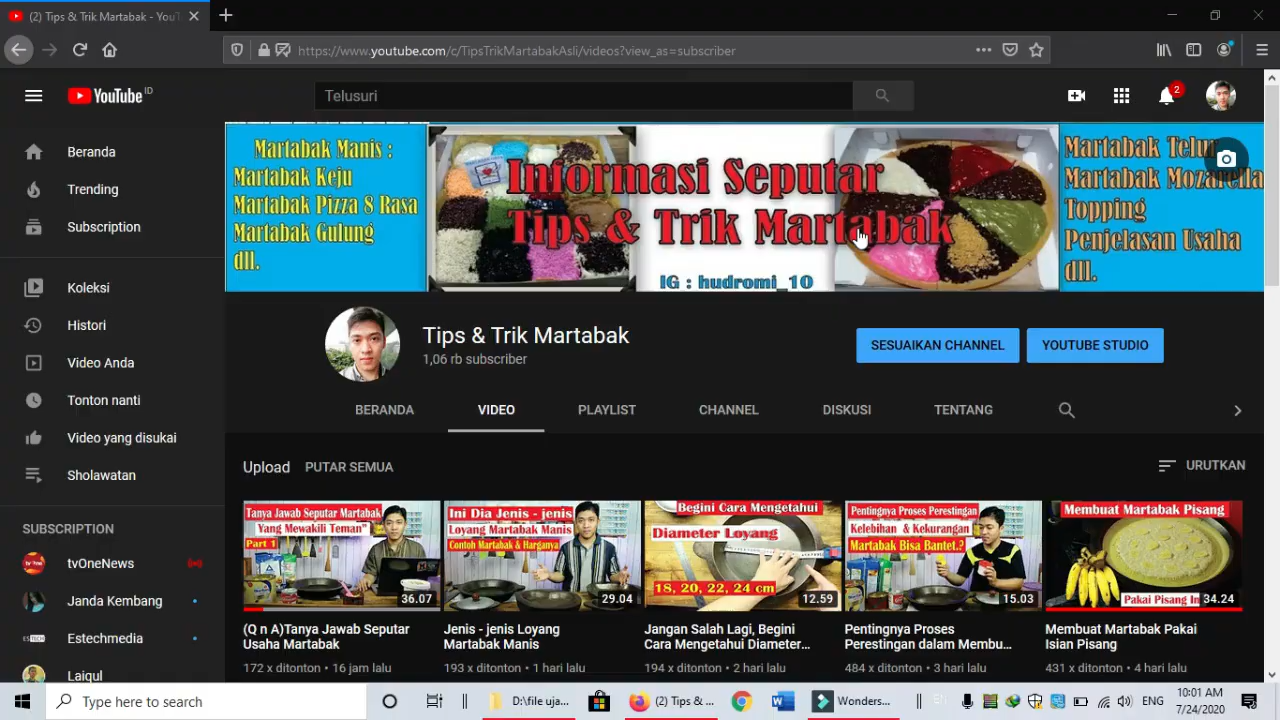 (2) Tips & Trik Martabak - YouT
https://www.youtube.com/c/TipsTrikMartabakAsli/videos?view_as=subscriber
YouTube ID
Telusuri
2
Beranda
Trending
Subscription
Koleksi
Histori
Video Anda
Tonton nanti
Video yang disukai
Sholawatan
SUBSCRIPTION
tvOneNews
Janda Kembang
Estechmedia
Laiqul
Martabak Manis :
Martabak Keju
Martabak Pizza 8 Rasa
Martabak Gulung
dll.
Informasi Seputar
Tips & Trik Martabak
IG : hudromi_10
Martabak Telur
Martabak Mozarella
Topping
Penjelasan Usaha
dll.
Tips & Trik Martabak
1,06 rb subscriber
SESUAIKAN CHANNEL
YOUTUBE STUDIO
BERANDA VIDEO PLAYLIST CHANNEL DISKUSI TENTANG
Upload PUTAR SEMUA
URUTKAN
Tanya Jawab Seputar Martabak
Yang Mewakili Teman"
Part 1
36.07
(Q n A)Tanya Jawab Seputar
Usaha Martabak
172 x ditonton • 16 jam lalu
Ini Dia Jenis - jenis
Loyang Martabak Manis
Contoh Martabak & Harganya
29.04
Jenis - jenis Loyang
Martabak Manis
193 x ditonton • 1 hari lalu
Begini Cara Mengetahui
Diameter Loyang
18, 20, 22, 24 cm
12.59
Jangan Salah Lagi, Begini
Cara Mengetahui Diameter...
194 x ditonton • 2 hari lalu
Pentingnya Proses Perestingan
Kelebihan & Kekurangan
Martabak Bisa Bantet.?
15.03
Pentingnya Proses
Perestingan dalam Membu...
484 x ditonton • 3 hari lalu
Membuat Martabak Pisang
Pakai Pisang In
34.24
Membuat Martabak Pakai
Isian Pisang
431 x ditonton • 4 hari lalu
Type here to search
D:\file uja...
(2) Tips & ...
Wonders...
ENG
10:01 AM
7/24/2020